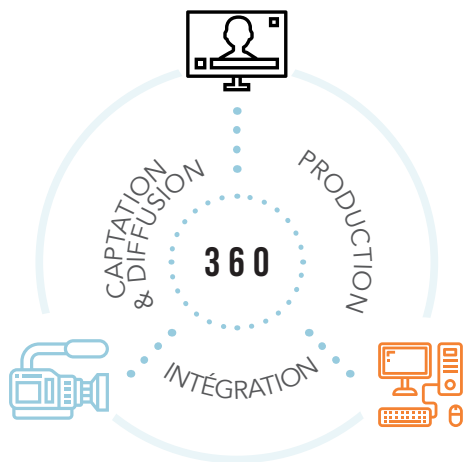 CAPTATION
& DIFFUSION
PRODUCTION
360
INTÉGRATION